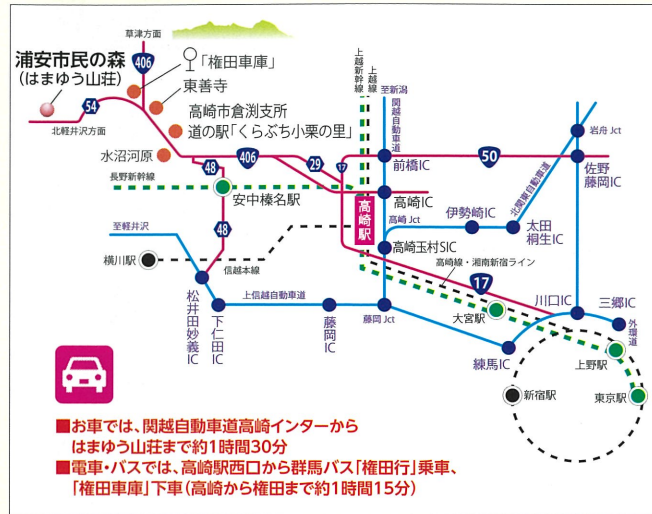 草津方面
上越新幹線
上越線
至新潟
関越自動車道
浦安市民の森
(はまゆう山荘)
406
「権田車庫」
東善寺
54
北軽井沢方面
高崎市倉渕支所
道の駅「くらぶち小栗の里」
岩舟 Jct
水沼河原
48
406
29
17
前橋IC
50
佐野
藤岡IC
長野新幹線
安中榛名駅
高崎駅
高崎IC
北関東自動車道
高崎 Jct
伊勢崎IC
太田
桐生IC
至軽井沢
48
横川駅
信越本線
高崎玉村SIC
高崎線・湘南新宿ライン
17
松井田妙義IC
下仁田IC
上信越自動車道
藤岡IC
藤岡 Jct
大宮駅
川口IC
三郷IC
外環道
練馬IC
上野駅
新宿駅
東京駅
■お車では、関越自動車道高崎インターから
はまゆう山荘まで約1時間30分
■電車・バスでは、高崎駅西口から群馬バス「権田行」乗車、
「権田車庫」下車(高崎から権田まで約1時間15分)